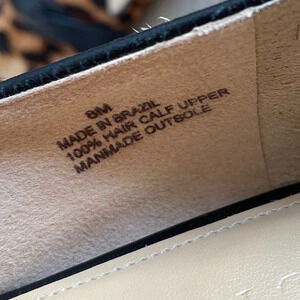 8M
MADE IN BRAZIL
100% HAIR CALF UPPER
MANMADE OUTSOLE